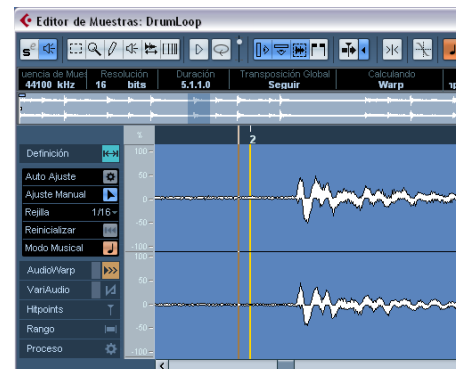 Editor de Muestras: DrumLoop
uencia de Mues Resolución Duración Transposición Global Calculando
44100 kHz 16 bits 5.1.1.0 Seguir Warp
%
2
Definición
Auto Ajuste
Ajuste Manual
Rejilla 1/16
Reinicializar
Modo Musical
AudioWarp
VariAudio
Hitpoints
Rango
Proceso
100
50
0
-50
-100
100
50
0
-50
-100